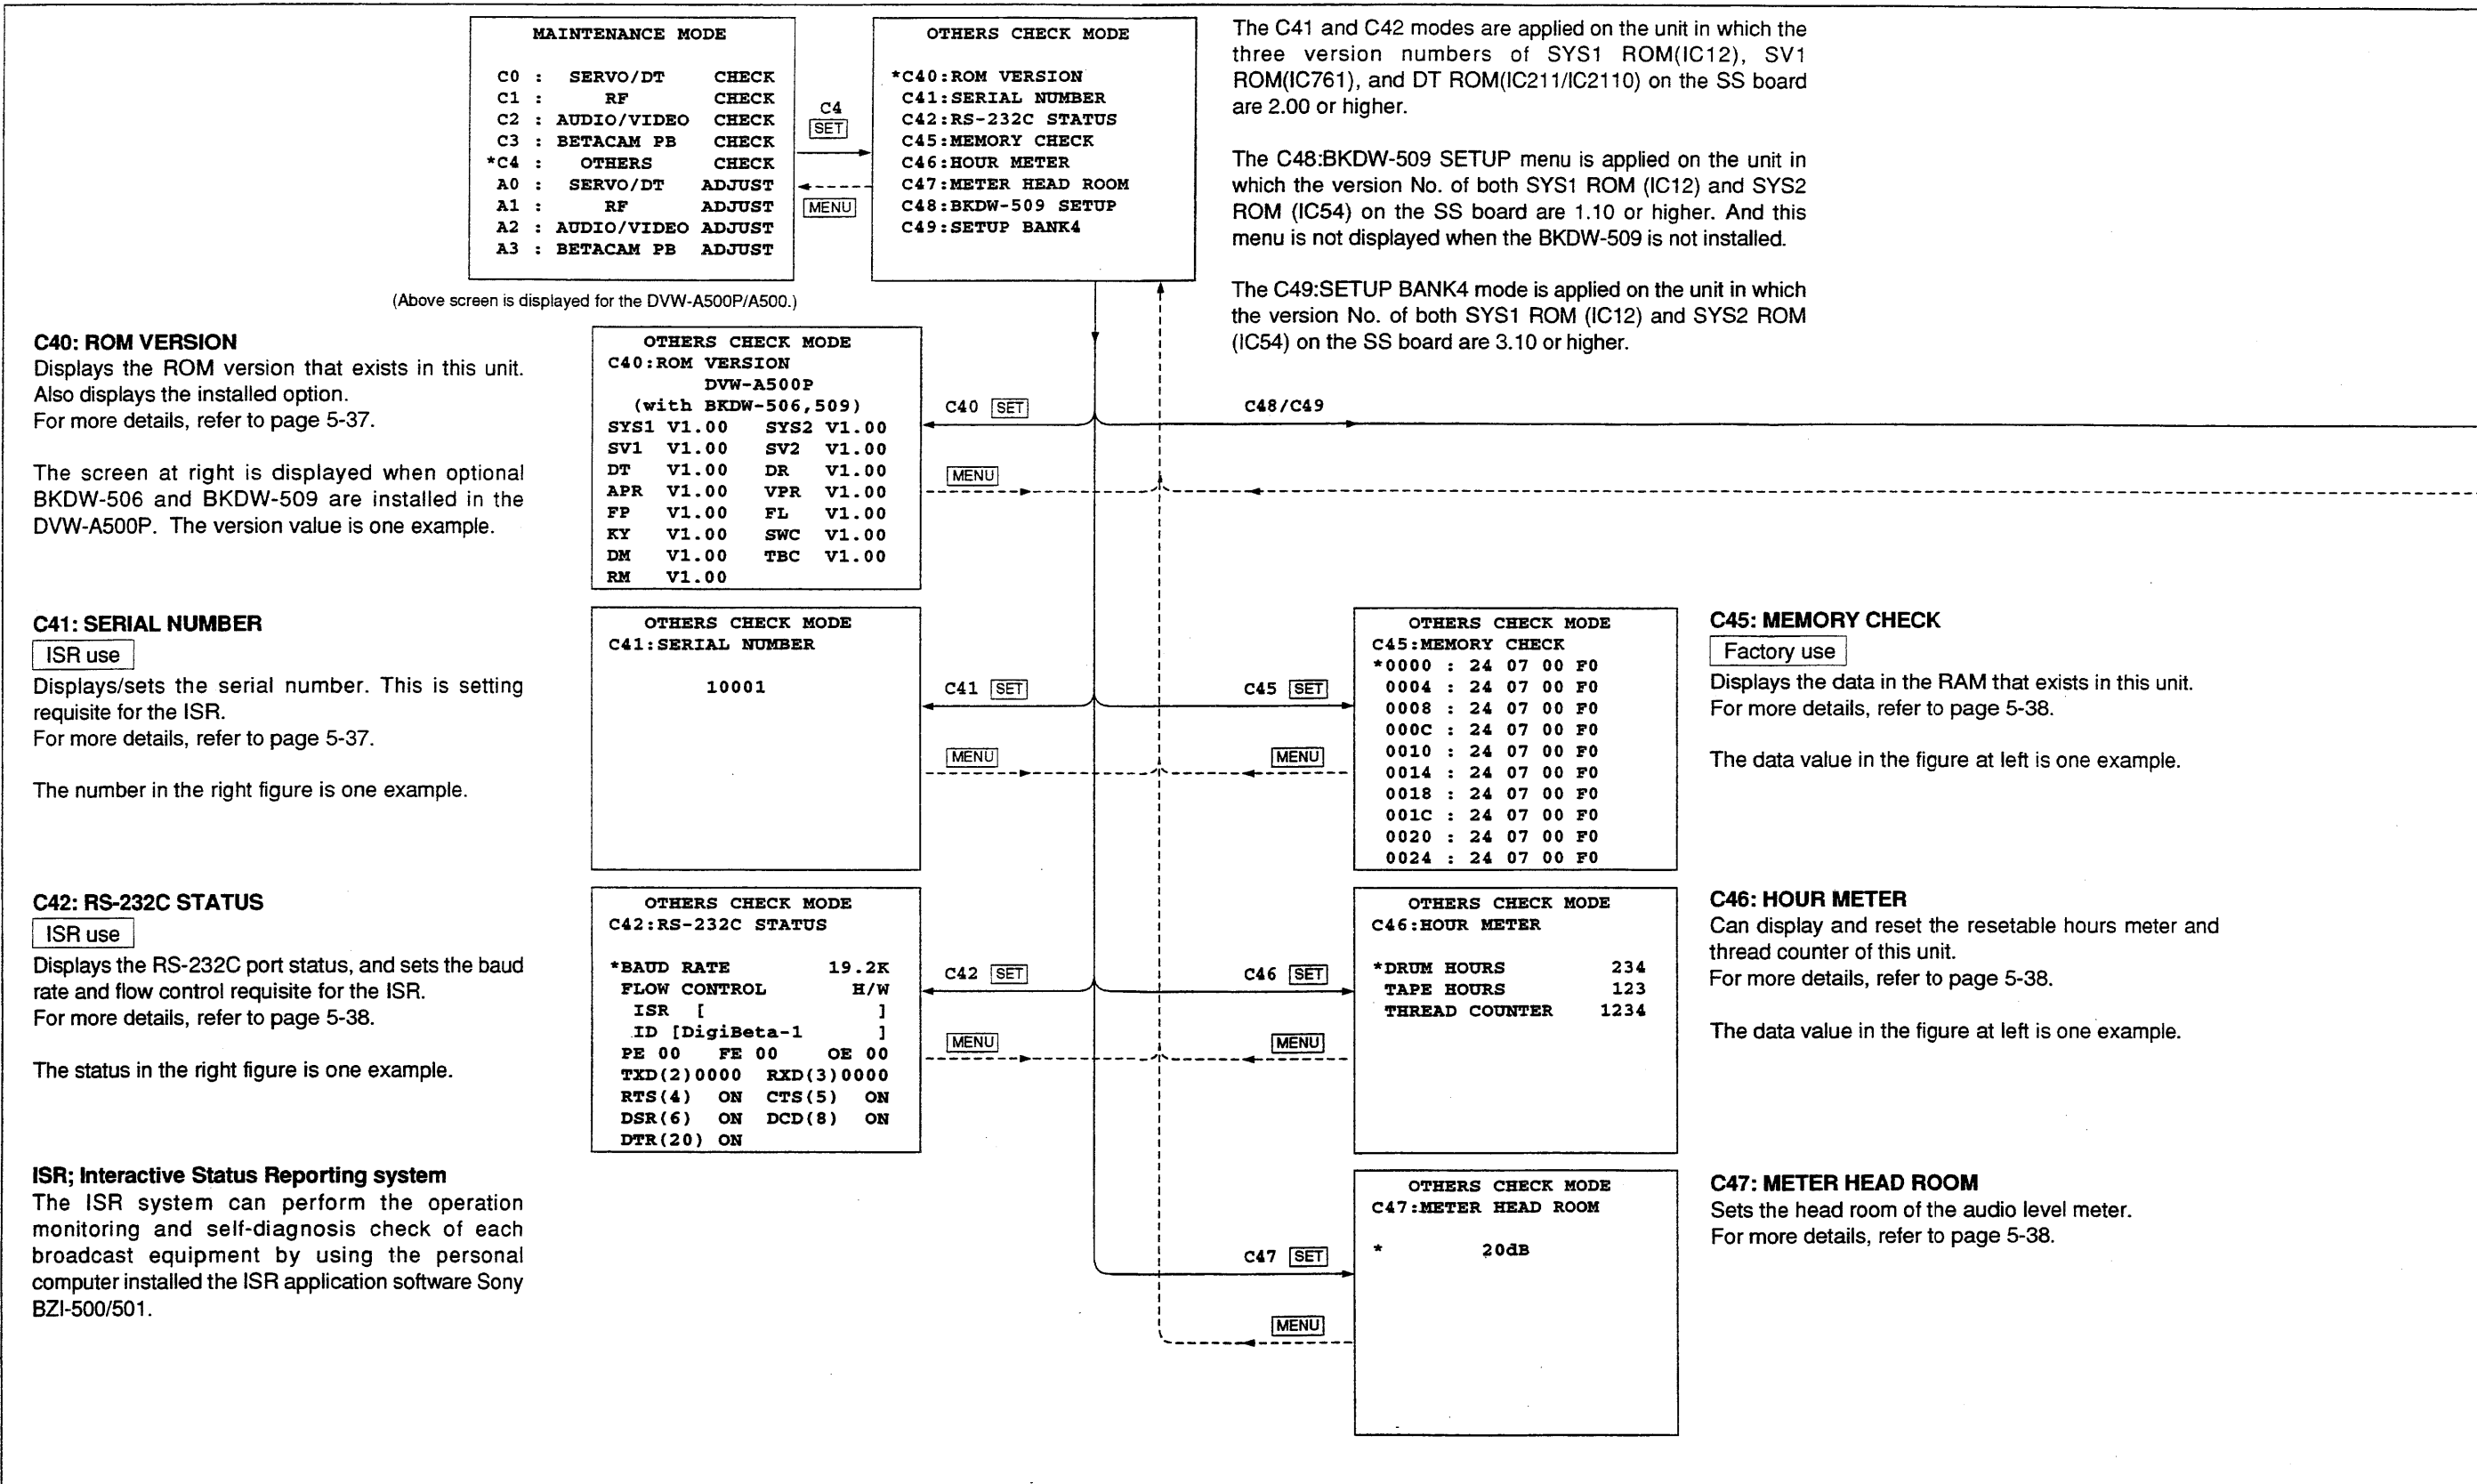 MAINTENANCE MODE
C0 : SERVO/DT CHECK
C1 : RF CHECK
C2 : AUDIO/VIDEO CHECK
C3 : BETACAM PB CHECK
*C4 : OTHERS CHECK
A0 : SERVO/DT ADJUST
A1 : RF ADJUST
A2 : AUDIO/VIDEO ADJUST
A3 : BETACAM PB ADJUST
(Above screen is displayed for the DVW-A500P/A500.)
C4
SET
MENU
OTHERS CHECK MODE
*C40:ROM VERSION
C41:SERIAL NUMBER
C42:RS-232C STATUS
C45:MEMORY CHECK
C46:HOUR METER
C47:METER HEAD ROOM
C48:BKDW-509 SETUP
C49:SETUP BANK4
The C41 and C42 modes are applied on the unit in which the
three version numbers of SYS1 ROM(IC12), SV1
ROM(IC761), and DT ROM(IC211/IC2110) on the SS board
are 2.00 or higher.
The C48:BKDW-509 SETUP menu is applied on the unit in
which the version No. of both SYS1 ROM (IC12) and SYS2
ROM (IC54) on the SS board are 1.10 or higher. And this
menu is not displayed when the BKDW-509 is not installed.
The C49:SETUP BANK4 mode is applied on the unit in which
the version No. of both SYS1 ROM (IC12) and SYS2 ROM
(IC54) on the SS board are 3.10 or higher.
C40: ROM VERSION
Displays the ROM version that exists in this unit.
Also displays the installed option.
For more details, refer to page 5-37.
The screen at right is displayed when optional
BKDW-506 and BKDW-509 are installed in the
DVW-A500P. The version value is one example.
OTHERS CHECK MODE
C40:ROM VERSION
DVW-A500P
(with BKDW-506,509)
SYS1 V1.00 SYS2 V1.00
SV1 V1.00 SV2 V1.00
DT V1.00 DR V1.00
APR V1.00 VPR V1.00
FP V1.00 FL V1.00
KY V1.00 SWC V1.00
DM V1.00 TBC V1.00
RM V1.00
C40 SET
MENU
C48/C49
C41: SERIAL NUMBER
ISR use
Displays/sets the serial number. This is setting
requisite for the ISR.
For more details, refer to page 5-37.
The number in the right figure is one example.
OTHERS CHECK MODE
C41:SERIAL NUMBER
10001
C41 SET
MENU
C45 SET
MENU
OTHERS CHECK MODE
C45:MEMORY CHECK
*0000 : 24 07 00 F0
0004 : 24 07 00 F0
0008 : 24 07 00 F0
000C : 24 07 00 F0
0010 : 24 07 00 F0
0014 : 24 07 00 F0
0018 : 24 07 00 F0
001C : 24 07 00 F0
0020 : 24 07 00 F0
0024 : 24 07 00 F0
C45: MEMORY CHECK
Factory use
Displays the data in the RAM that exists in this unit.
For more details, refer to page 5-38.
The data value in the figure at left is one example.
C42: RS-232C STATUS
ISR use
Displays the RS-232C port status, and sets the baud
rate and flow control requisite for the ISR.
For more details, refer to page 5-38.
The status in the right figure is one example.
OTHERS CHECK MODE
C42:RS-232C STATUS
*BAUD RATE 19.2K
FLOW CONTROL H/W
ISR [ ]
ID [DigiBeta-1 ]
PE 00 FE 00 OE 00
TXD(2)0000 RXD(3)0000
RTS(4) ON CTS(5) ON
DSR(6) ON DCD(8) ON
DTR(20) ON
C42 SET
MENU
C46 SET
MENU
OTHERS CHECK MODE
C46:HOUR METER
*DRUM HOURS 234
TAPE HOURS 123
THREAD COUNTER 1234
C46: HOUR METER
Can display and reset the resetable hours meter and
thread counter of this unit.
For more details, refer to page 5-38.
The data value in the figure at left is one example.
ISR; Interactive Status Reporting system
The ISR system can perform the operation
monitoring and self-diagnosis check of each
broadcast equipment by using the personal
computer installed the ISR application software Sony
BZI-500/501.
C47 SET
MENU
OTHERS CHECK MODE
C47:METER HEAD ROOM
* 20dB
C47: METER HEAD ROOM
Sets the head room of the audio level meter.
For more details, refer to page 5-38.